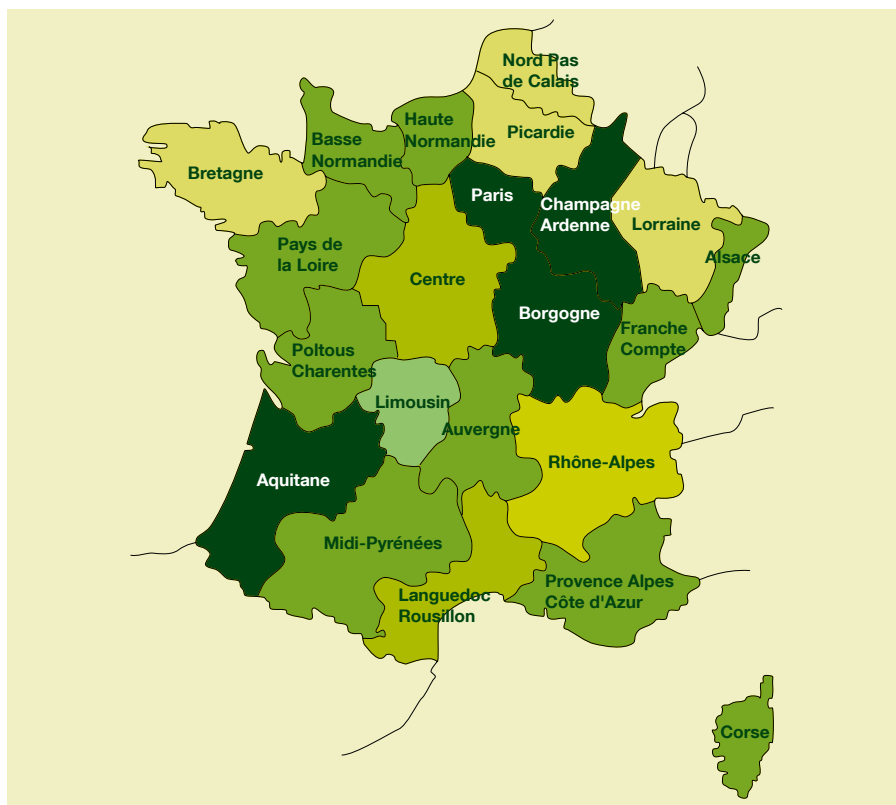 Nord Pas
de Calais
Haute
Normandie
Picardie
Basse
Normandie
Bretagne
Paris
Champagne
Ardenne
Lorraine
Pays de
la Loire
Alsace
Centre
Borgogne
Franche
Compte
Poltous
Charentes
Limousin
Auvergne
Rhône-Alpes
Aquitane
Midi-Pyrénées
Languedoc
Rousillon
Provence Alpes
Côte d'Azur
Corse